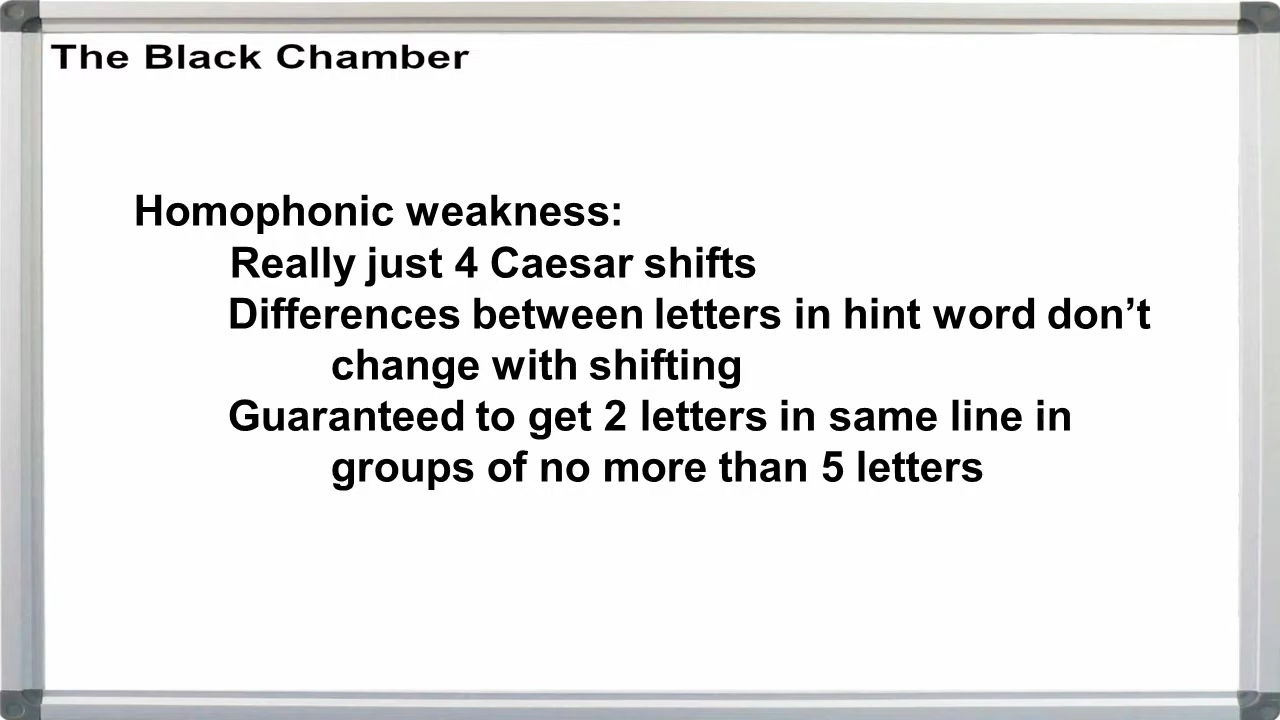 The Black Chamber
Homophonic weakness:
Really just 4 Caesar shifts
Differences between letters in hint word don’t
change with shifting
Guaranteed to get 2 letters in same line in
groups of no more than 5 letters